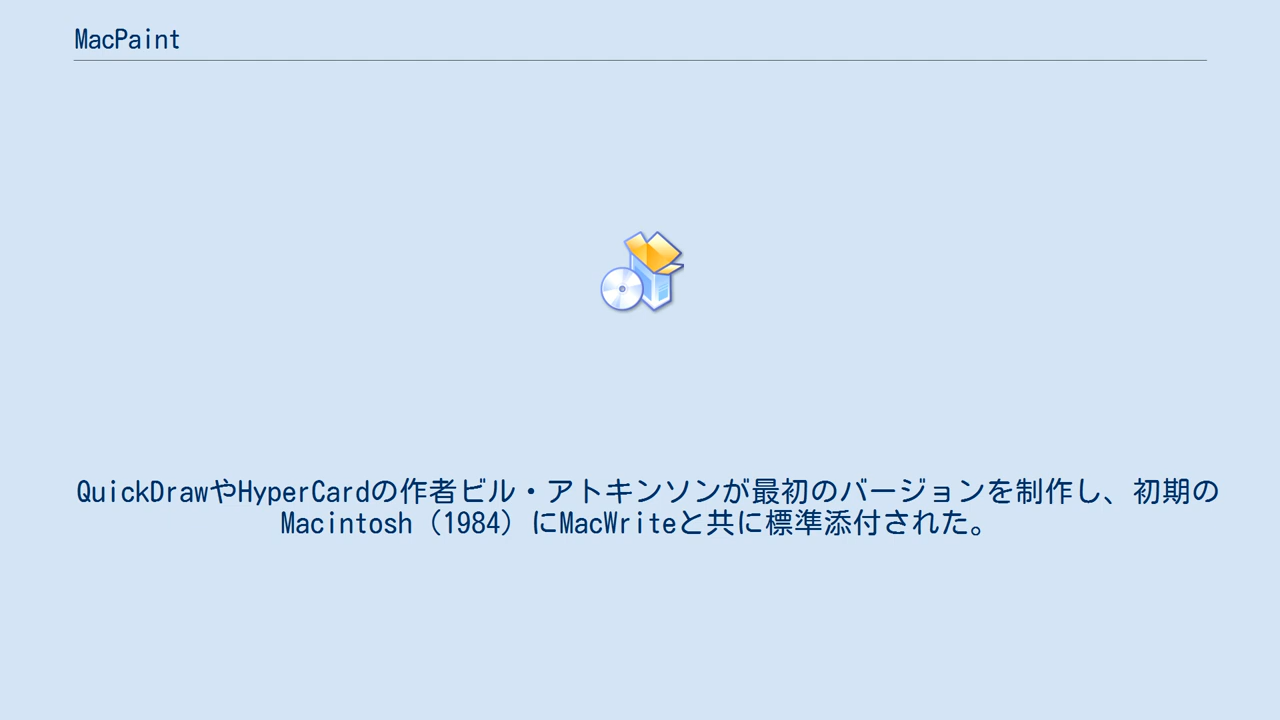 MacPaint
QuickDrawやHyperCardの作者ビル・アトキンソンが最初のバージョンを制作し、初期の
Macintosh（1984）にMacWriteと共に標準添付された。